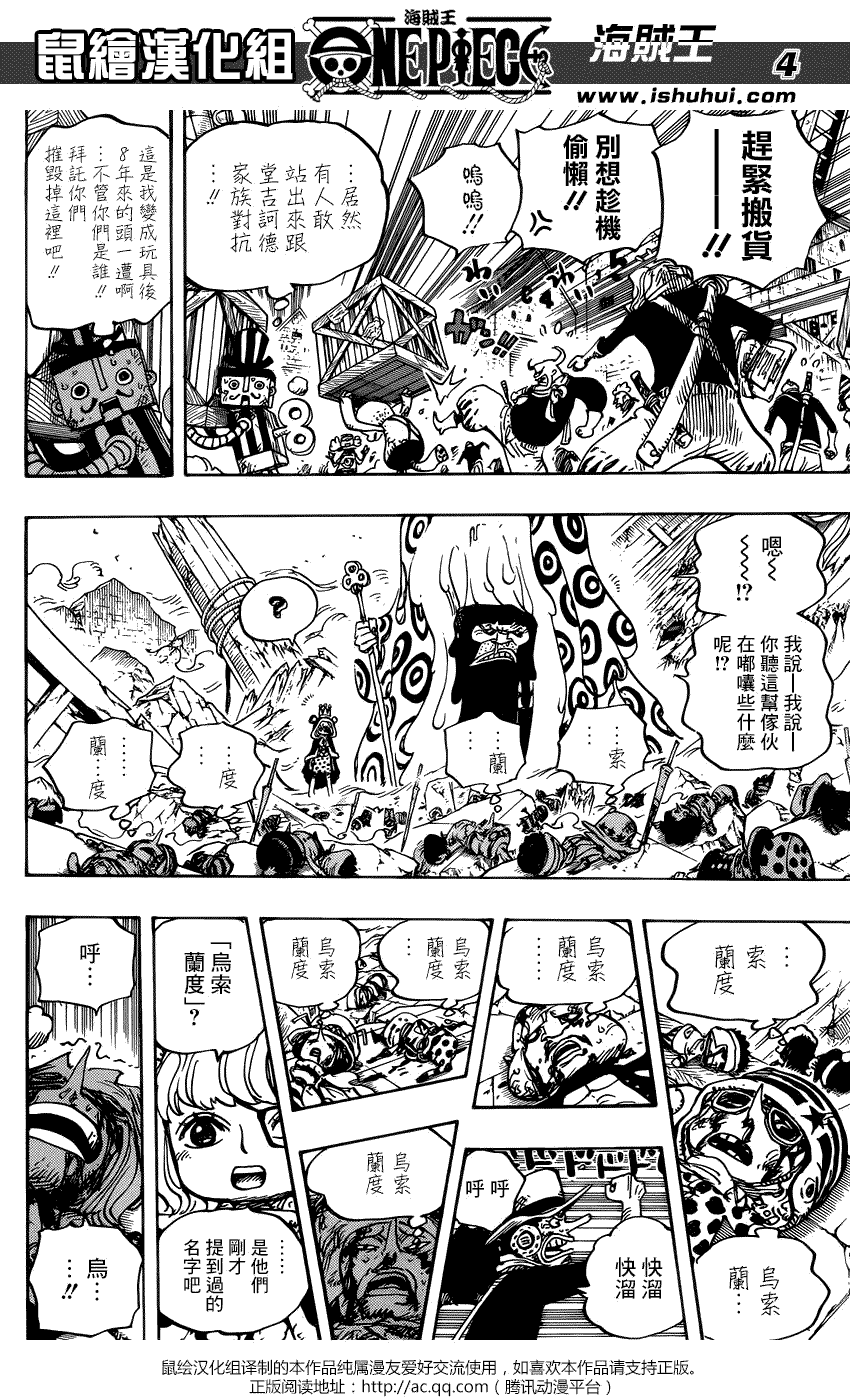 鼠繪漢化組
海賊王
ONE PIECE
海賊王
4
www.ishuhui.com
趕緊搬貨
——!!
別想趁機
偷懶!!
嗚
嗚!!
…居然
有人敢
站出來跟
堂吉訶德
家族對抗
…!!
這是我變成玩具後
8年來的頭一遭啊
…不管你們是誰!!
拜託你們
摧毀掉這裡吧!!
嗯~
~~~!?
我說—我說—
你聽這幫傢伙
在嘟囔些什麼
呢!?
?
…索
…蘭
……度
……
蘭…度
…索
蘭度
烏索
蘭…
烏索
蘭度
…
烏索
蘭度
…
烏索
蘭度
呼呼
快溜
快溜
烏索
蘭度
「烏索
蘭度」?
……
是他們
剛才
提到過的
名字吧
呼…
烏…
…!!
鼠绘汉化组译制的本作品纯属漫友爱好交流使用，如喜欢本作品请支持正版。
正版阅读地址：http://ac.qq.com（腾讯动漫平台）